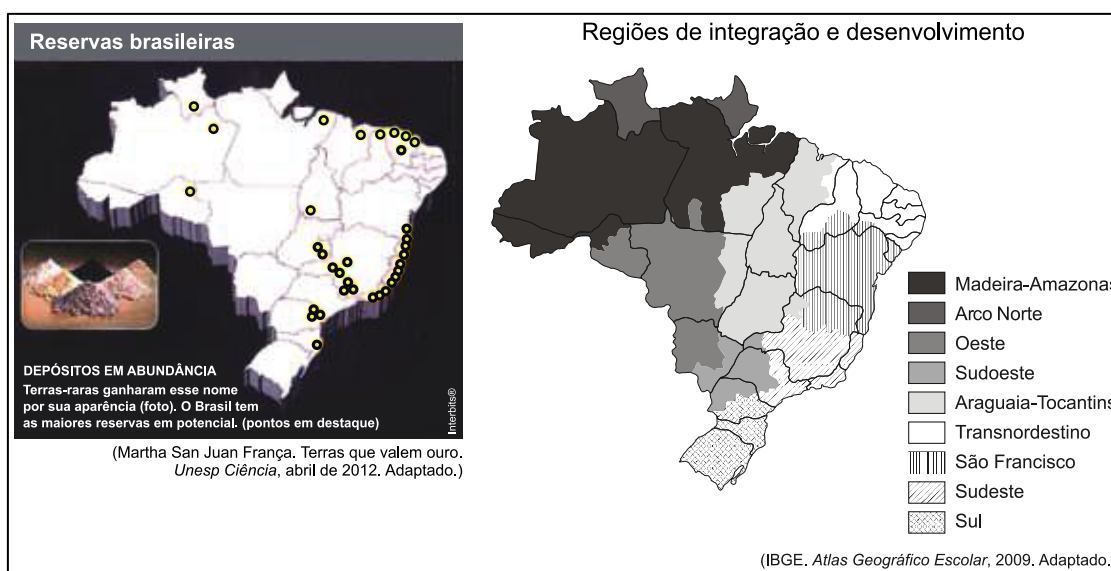 Reservas brasileiras
DEPÓSITOS EM ABUNDÂNCIA
Terras-raras ganharam esse nome
por sua aparência (foto). O Brasil tem
as maiores reservas em potencial. (pontos em destaque)
Interbits®
(Martha San Juan França. Terras que valem ouro.
Unesp Ciência, abril de 2012. Adaptado.)
Regiões de integração e desenvolvimento
Madeira-Amazonas
Arco Norte
Oeste
Sudoeste
Araguaia-Tocantins
Transnordestino
São Francisco
Sudeste
Sul
(IBGE. Atlas Geográfico Escolar, 2009. Adaptado.